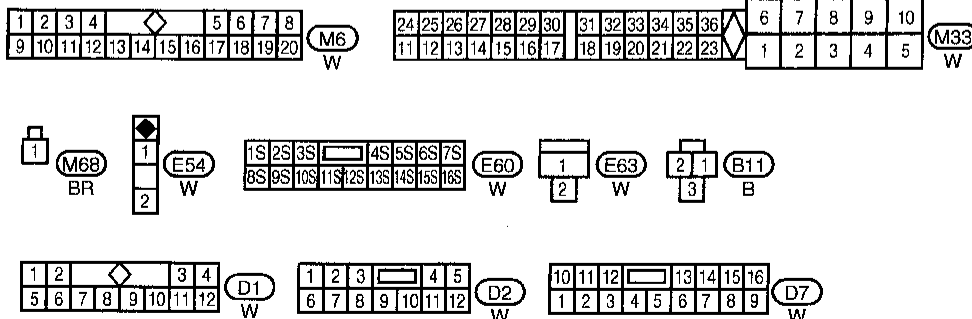 1 2 3 4 5 6 7 8
9 10 11 12 13 14 15 16 17 18 19 20
M6
W
24 25 26 27 28 29 30 31 32 33 34 35 36
11 12 13 14 15 16 17 18 19 20 21 22 23
6 7 8 9 10
1 2 3 4 5
M33
W
1
M68
BR
1
2
E54
W
1S 2S 3S 4S 5S 6S 7S
8S 9S 10S 11S 12S 13S 14S 15S 16S
E60
W
1
2
E63
W
2 1
3
B11
B
1 2 3 4
5 6 7 8 9 10 11 12
D1
W
1 2 3 4 5
6 7 8 9 10 11 12
D2
W
10 11 12 13 14 15 16
1 2 3 4 5 6 7 8 9
D7
W